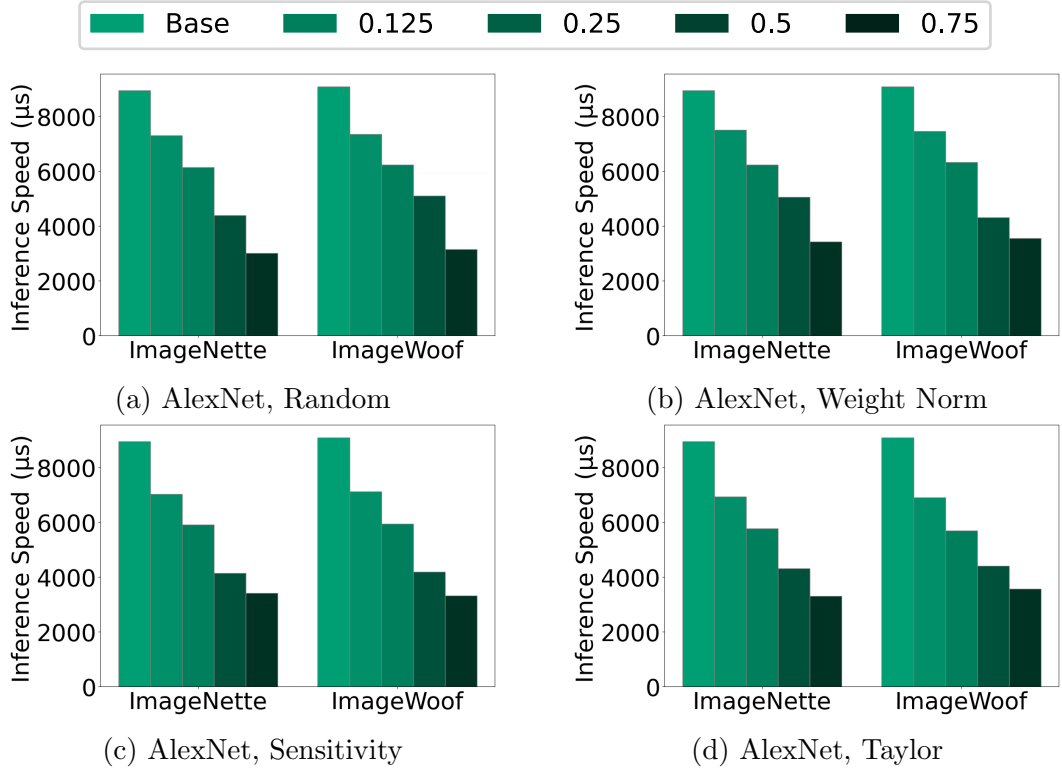 Base 0.125 0.25 0.5 0.75
Inference Speed (µs)
8000
6000
4000
2000
0
ImageNette ImageWoof
(a) AlexNet, Random
Inference Speed (µs)
8000
6000
4000
2000
0
ImageNette ImageWoof
(b) AlexNet, Weight Norm
Inference Speed (µs)
8000
6000
4000
2000
0
ImageNette ImageWoof
(c) AlexNet, Sensitivity
Inference Speed (µs)
8000
6000
4000
2000
0
ImageNette ImageWoof
(d) AlexNet, Taylor